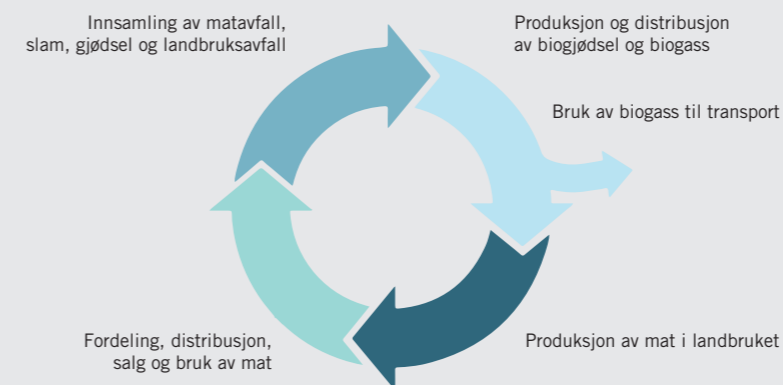 Innsamling av matavfall,
slam, gjødsel og landbruksavfall
Produksjon og distribusjon
av biogjødsel og biogass
Bruk av biogass til transport
Produksjon av mat i landbruket
Fordeling, distribusjon,
salg og bruk av mat